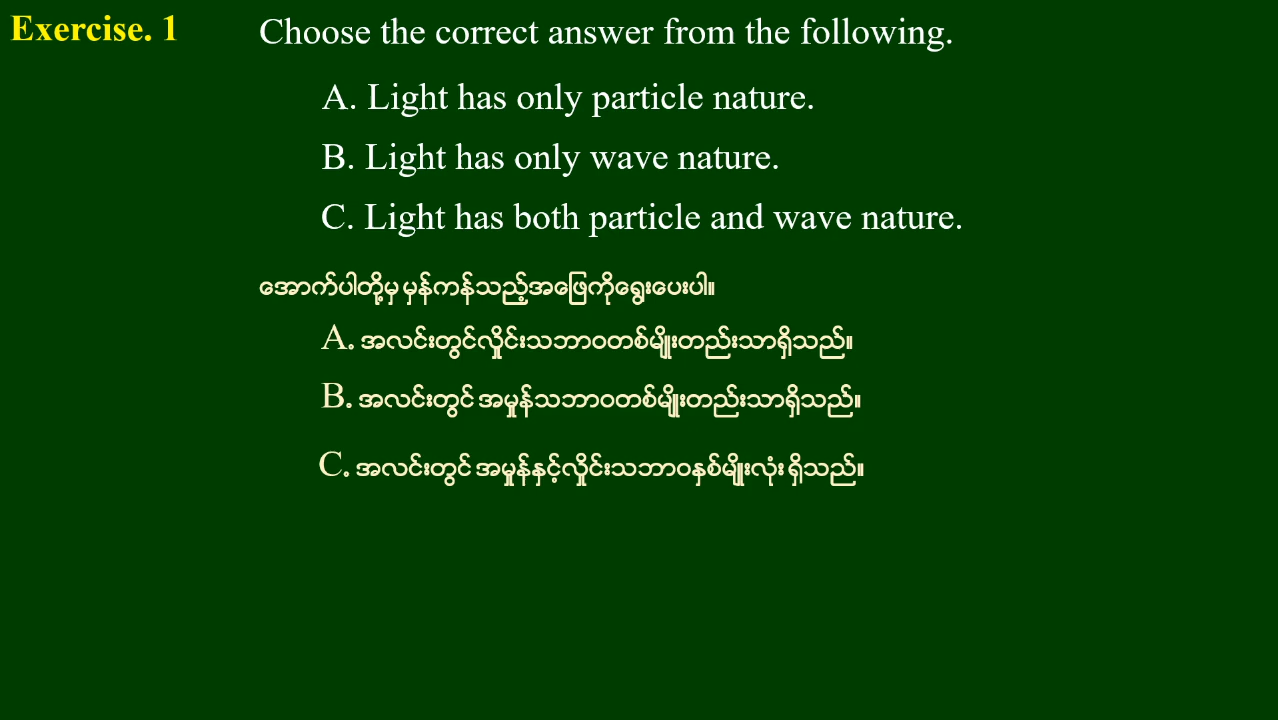 Exercise. 1 Choose the correct answer from the following.
A. Light has only particle nature.
B. Light has only wave nature.
C. Light has both particle and wave nature.
အောက်ပါတို့မှ မှန်ကန်သည့်အဖြေကိုရွေးပေးပါ။
A. အလင်းတွင်လှိုင်းသဘာဝတစ်မျိုးတည်းသာရှိသည်။
B. အလင်းတွင် အမှုန်သဘာဝတစ်မျိုးတည်းသာရှိသည်။
C. အလင်းတွင် အမှုန်နှင့်လှိုင်းသဘာဝနှစ်မျိုးလုံး ရှိသည်။